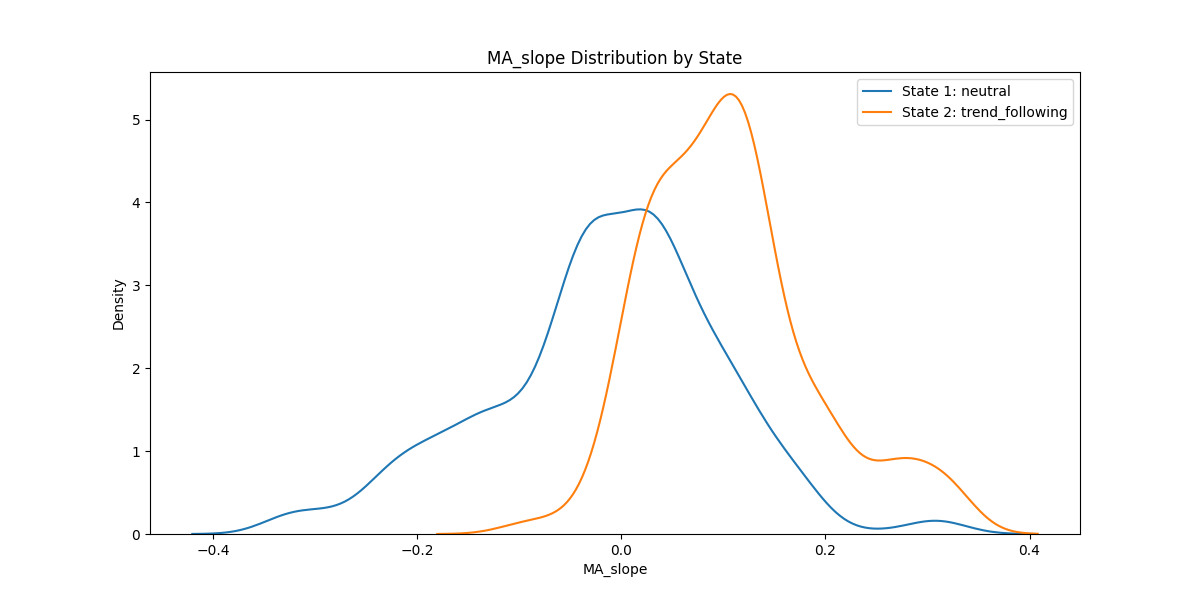 MA_slope Distribution by State
State 1: neutral
State 2: trend_following
Density
5
4
3
2
1
0
−0.4
−0.2
0.0
0.2
0.4
MA_slope